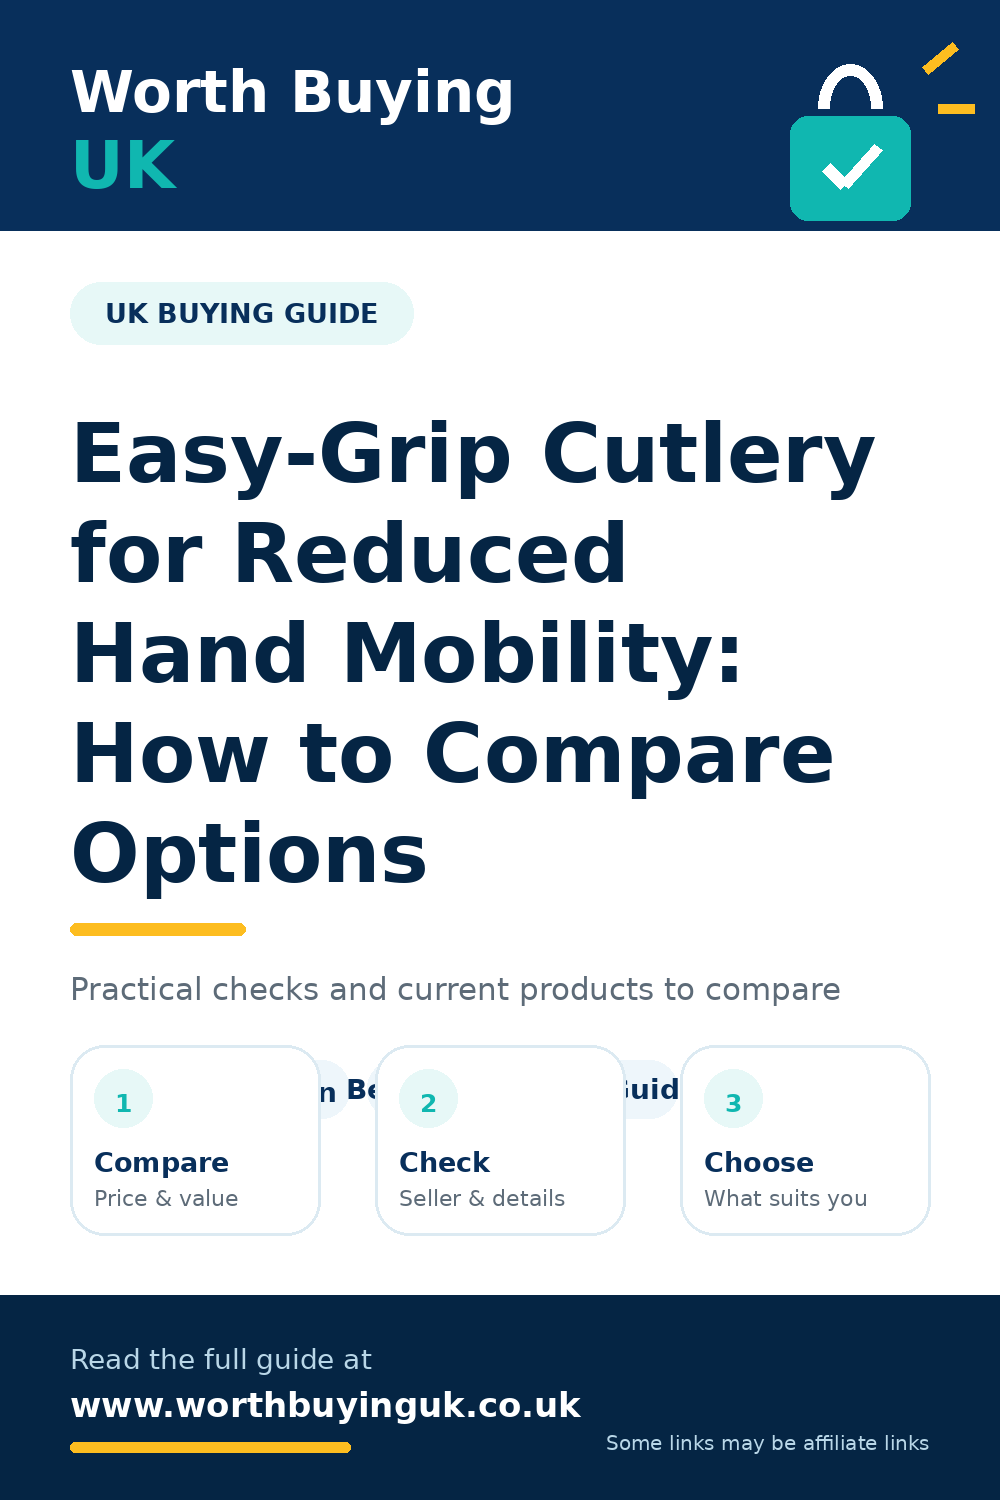 Worth Buying
UK
UK BUYING GUIDE
Easy-Grip Cutlery
for Reduced
Hand Mobility:
How to Compare
Options
Practical checks and current products to compare
1
2
3
Compare
Check
Choose
Price & value
Seller & details
What suits you
Read the full guide at
www.worthbuyinguk.co.uk
Some links may be affiliate links